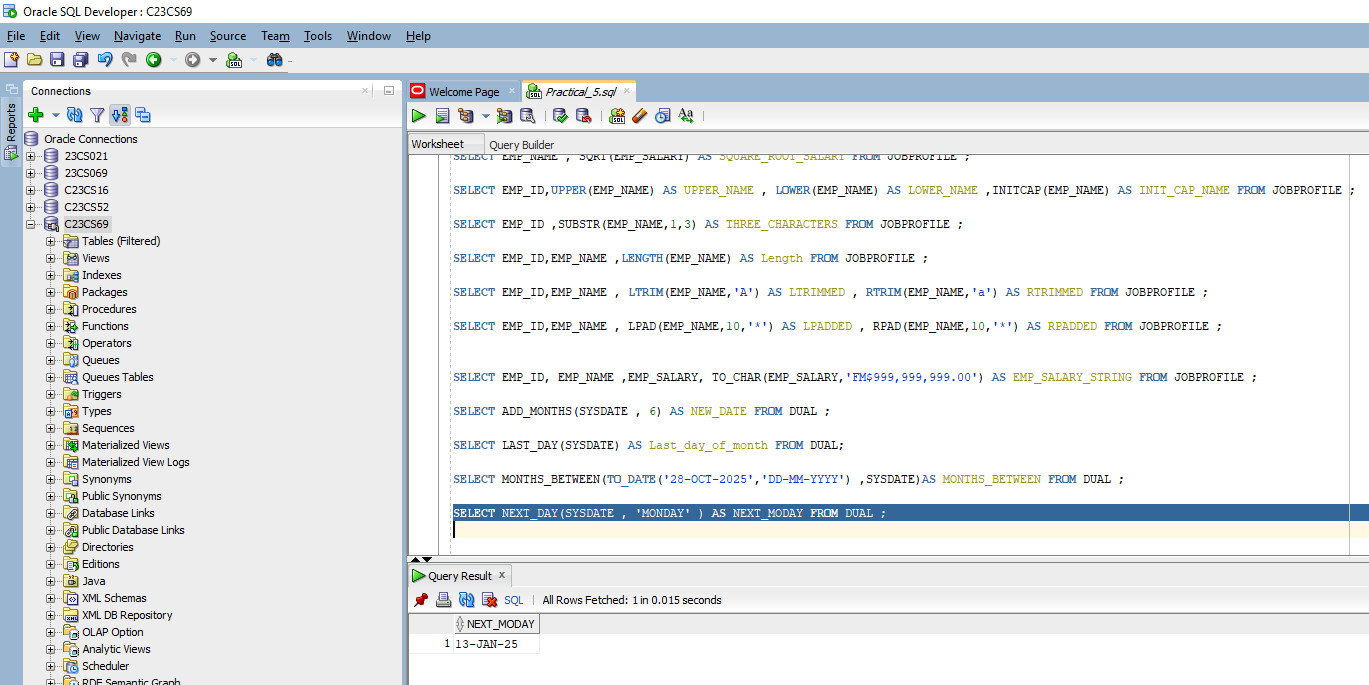 Oracle SQL Developer : C23CS69
File Edit View Navigate Run Source Team Tools Window Help
Reports
Connections
Oracle Connections
23CS021
23CS069
C23CS16
C23CS52
C23CS69
Tables (Filtered)
Views
Indexes
Packages
Procedures
Functions
Operators
Queues
Queues Tables
Triggers
Types
Sequences
Materialized Views
Materialized View Logs
Synonyms
Public Synonyms
Database Links
Public Database Links
Directories
Editions
Java
XML Schemas
XML DB Repository
OLAP Option
Analytic Views
Scheduler
RDF Semantic Graph
Welcome Page Practical_5.sql
Worksheet Query Builder
SELECT EMP_NAME , SQRT(EMP_SALARY) AS SQUARE_ROOT_SALARY FROM JOBPROFILE ;
SELECT EMP_ID,UPPER(EMP_NAME) AS UPPER_NAME , LOWER(EMP_NAME) AS LOWER_NAME ,INITCAP(EMP_NAME) AS INIT_CAP_NAME FROM JOBPROFILE ;
SELECT EMP_ID ,SUBSTR(EMP_NAME,1,3) AS THREE_CHARACTERS FROM JOBPROFILE ;
SELECT EMP_ID,EMP_NAME ,LENGTH(EMP_NAME) AS Length FROM JOBPROFILE ;
SELECT EMP_ID,EMP_NAME , LTRIM(EMP_NAME,'A') AS LTRIMMED , RTRIM(EMP_NAME,'a') AS RTRIMMED FROM JOBPROFILE ;
SELECT EMP_ID,EMP_NAME , LPAD(EMP_NAME,10,'*') AS LPADDED , RPAD(EMP_NAME,10,'*') AS RPADDED FROM JOBPROFILE ;
SELECT EMP_ID, EMP_NAME ,EMP_SALARY, TO_CHAR(EMP_SALARY,'FM$999,999,999.00') AS EMP_SALARY_STRING FROM JOBPROFILE ;
SELECT ADD_MONTHS(SYSDATE , 6) AS NEW_DATE FROM DUAL ;
SELECT LAST_DAY(SYSDATE) AS Last_day_of_month FROM DUAL;
SELECT MONTHS_BETWEEN(TO_DATE('28-OCT-2025','DD-MM-YYYY') ,SYSDATE)AS MONTHS_BETWEEN FROM DUAL ;
SELECT NEXT_DAY(SYSDATE , 'MONDAY' ) AS NEXT_MODAY FROM DUAL ;
Query Result
SQL | All Rows Fetched: 1 in 0.015 seconds
NEXT_MODAY
1 13-JAN-25